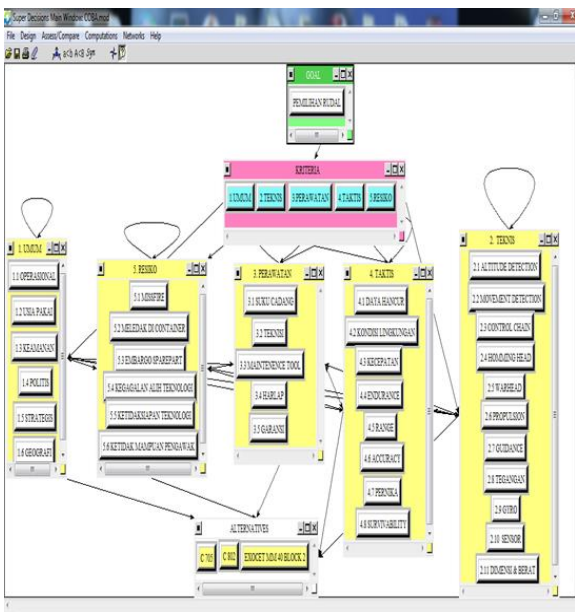 Super Decisions Main Window: COBA.mod
File Design Assess/Compare Computations Networks Help
GOAL
PEMILIHAN RUDAL
KRITERIA
1.UMUM 2.TEKNIS 3.PERAWATAN 4.TAKTIS 5.RESIKO
1. UMUM
1.1 OPERASIONAL
1.2 USIA PAKAI
1.3 KEAMANAN
1.4 POLITIS
1.5 STRATEGIS
1.6 GEOGRAFI
5. RESIKO
5.1 MISSFIRE
5.2 MELEDAK DI CONTAINER
5.3 EMBARGO SPAREPART
5.4 KEGAGALAN ALIH TEKNOLOGI
5.5 KETIDAKSIAPAN TEKNOLOGI
5.6 KETIDAK MAMPUAN PENGAWAK
3. PERAWATAN
3.1 SUKU CADANG
3.2 TEKNISI
3.3 MAINTENENCE TOOL
3.4 HARLAP
3.5 GARANSI
4. TAKTIS
4.1 DAYA HANCUR
4.2 KONDISI LINGKUNGAN
4.3 KECEPATAN
4.4 ENDURANCE
4.5 RANGE
4.6 ACCURACY
4.7 PERNIKA
4.8 SURVIVABILITY
2. TEKNIS
2.1 ALTITUDE DETECTION
2.2 MOVEMENT DETECTION
2.3 CONTROL CHAIN
2.4 HOMMING HEAD
2.5 WARHEAD
2.6 PROPULSION
2.7 GUIDANCE
2.8 TEGANGAN
2.9 GYRO
2.10 SENSOR
2.11 DIMENSI & BERAT
ALTERNATIVES
C 705 C 802 EXOCET MM 40 BLOCK 2